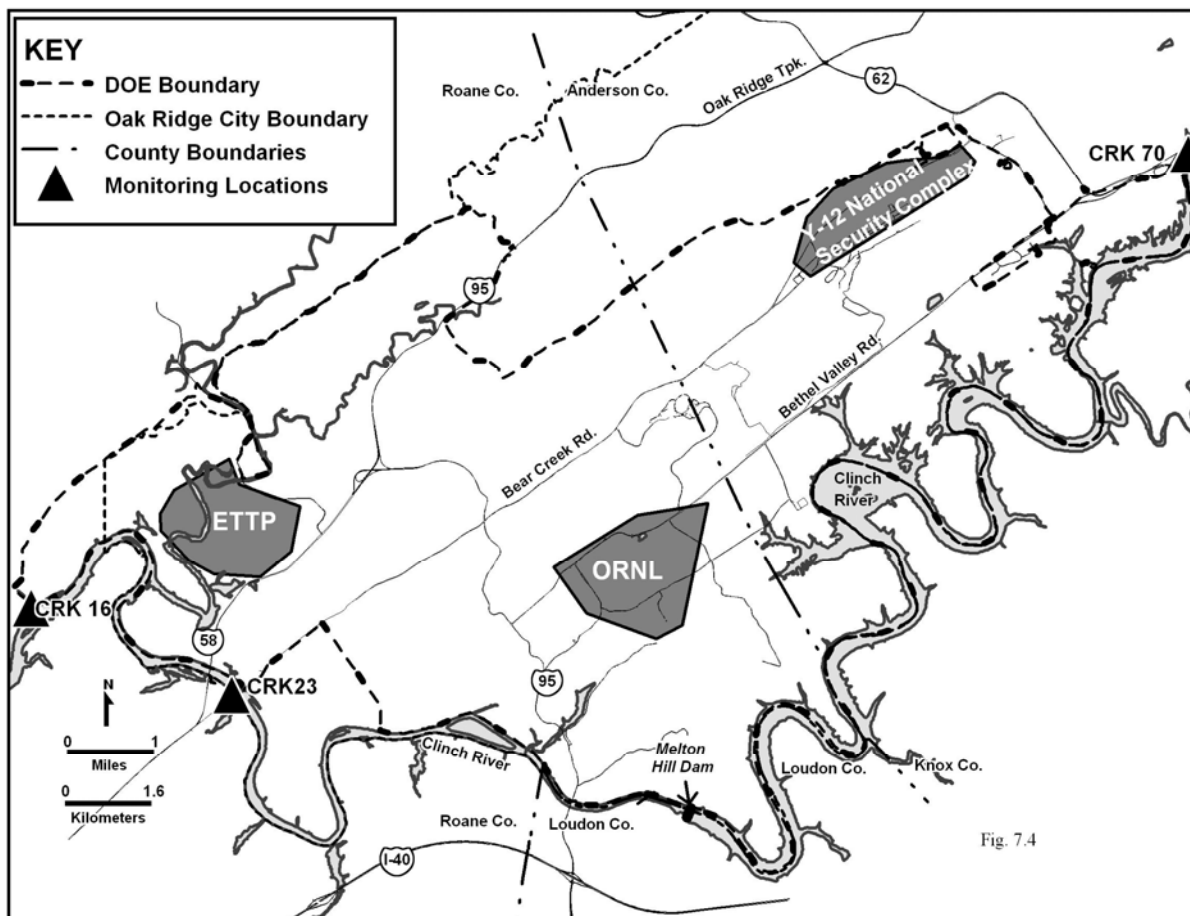 KEY
DOE Boundary
Oak Ridge City Boundary
County Boundaries
Monitoring Locations
Roane Co.
Anderson Co.
Oak Ridge Tpk.
62
CRK 70
Y-12 National
Security Complex
95
Bear Creek Rd.
Bethel Valley Rd.
Clinch
River
ETTP
ORNL
CRK 16
58
CRK23
95
N
0 1
Miles
0 1.6
Kilometers
Clinch River
Melton
Hill Dam
Loudon Co.
Knox Co.
Roane Co.
Loudon Co.
I-40
Fig. 7.4